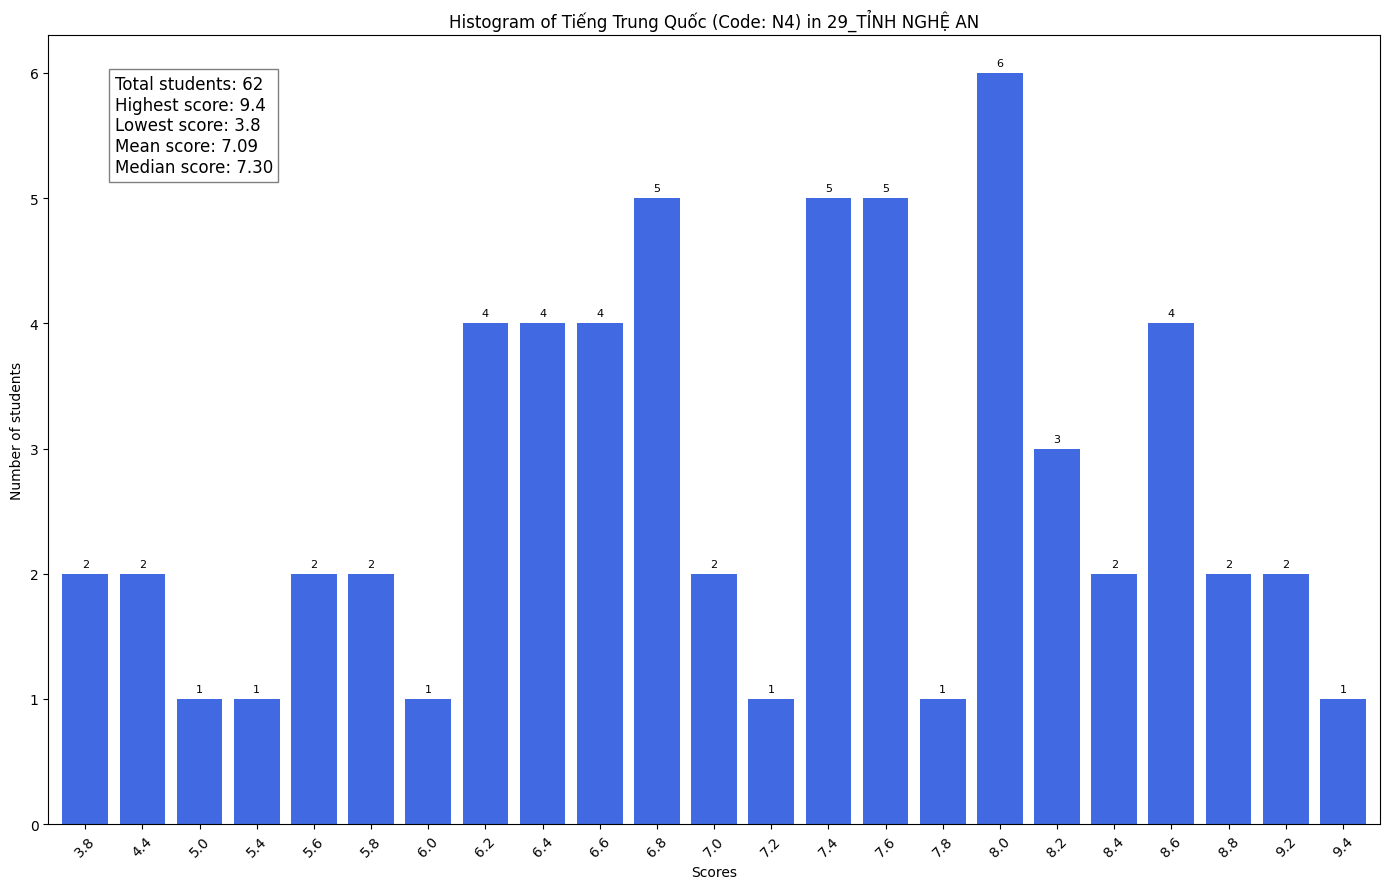 Histogram of Tiếng Trung Quốc (Code: N4) in 29_TỈNH NGHỆ AN
Total students: 62
Highest score: 9.4
Lowest score: 3.8
Mean score: 7.09
Median score: 7.30
Number of students
6
5
4
3
2
1
0
2 2 1 1 2 2 1 4 4 4 5 2 1 5 5 1 6 3 2 4 2 2 1
3.8 4.4 5.0 5.4 5.6 5.8 6.0 6.2 6.4 6.6 6.8 7.0 7.2 7.4 7.6 7.8 8.0 8.2 8.4 8.6 8.8 9.2 9.4
Scores